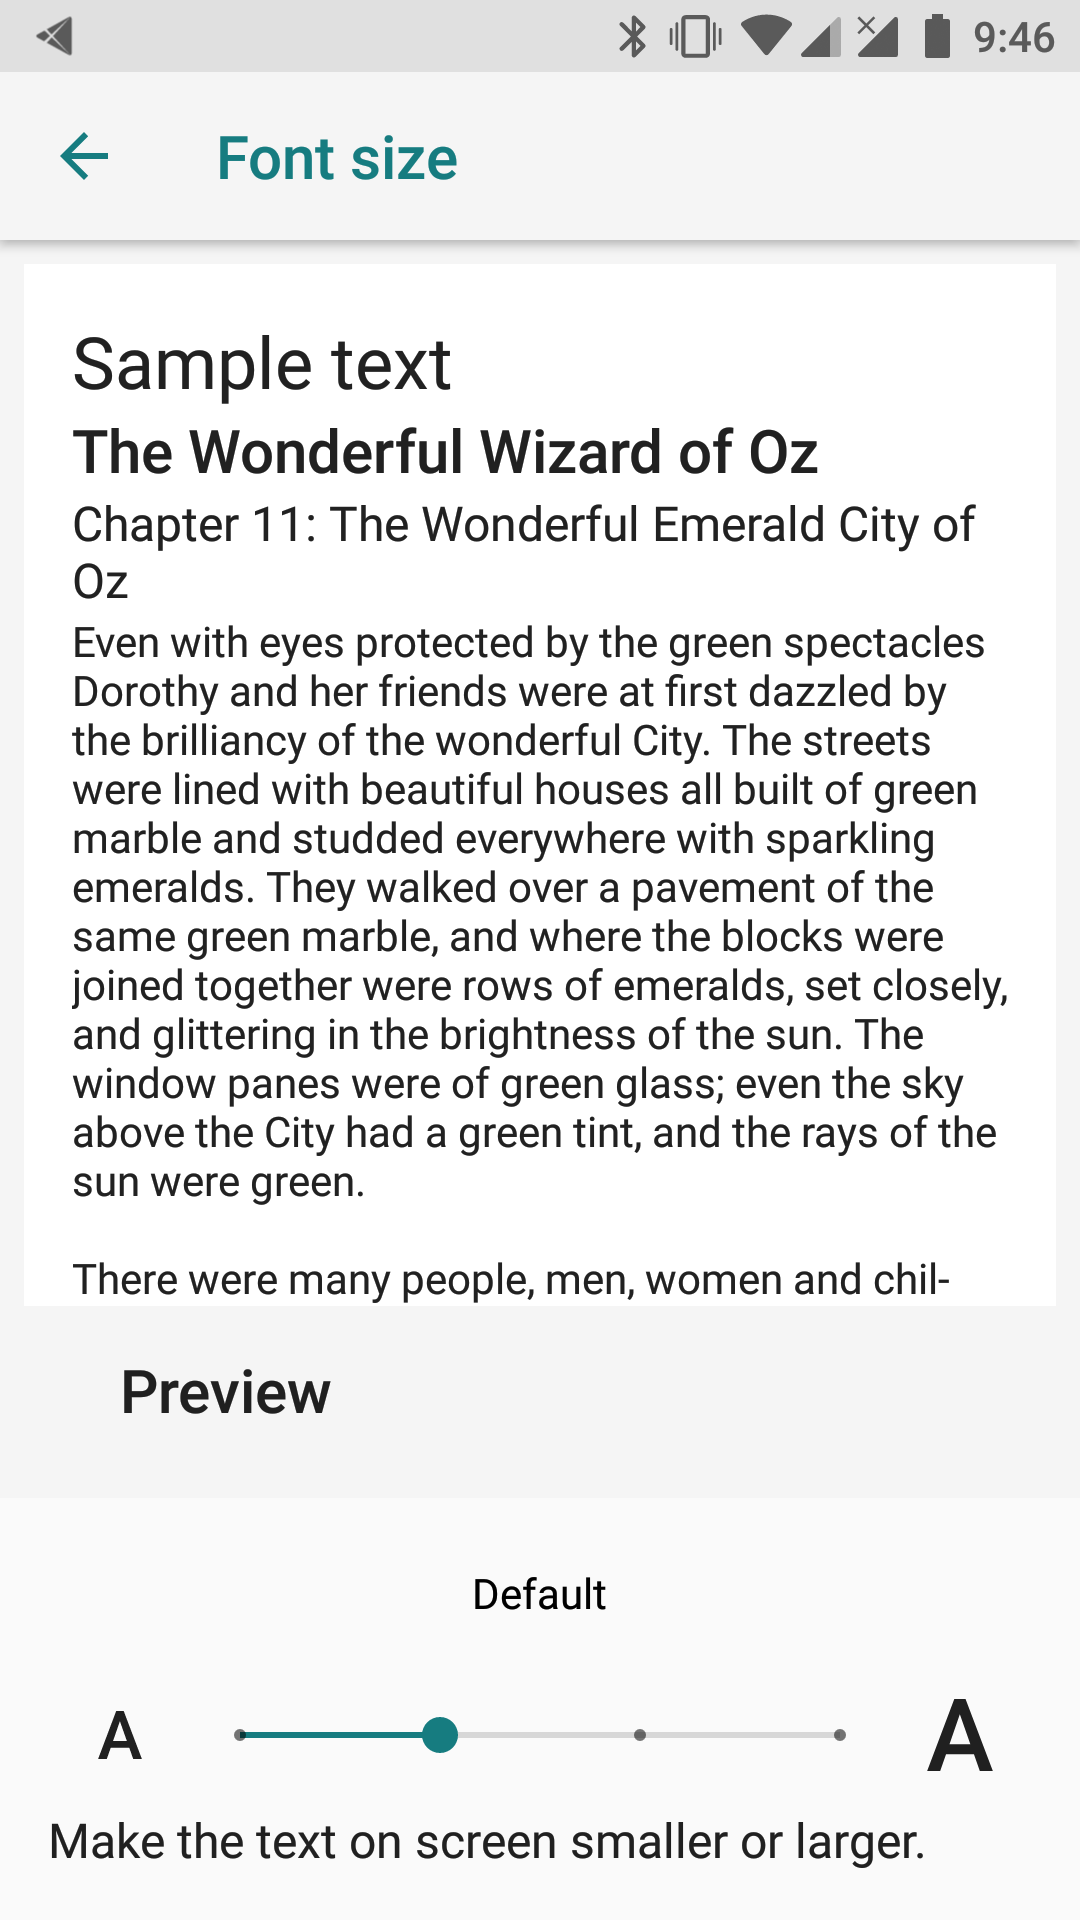 9:46
Font size
Sample text
The Wonderful Wizard of Oz
Chapter 11: The Wonderful Emerald City of
Oz
Even with eyes protected by the green spectacles
Dorothy and her friends were at first dazzled by
the brilliancy of the wonderful City. The streets
were lined with beautiful houses all built of green
marble and studded everywhere with sparkling
emeralds. They walked over a pavement of the
same green marble, and where the blocks were
joined together were rows of emeralds, set closely,
and glittering in the brightness of the sun. The
window panes were of green glass; even the sky
above the City had a green tint, and the rays of the
sun were green.
There were many people, men, women and chil-
Preview
Default
A A
Make the text on screen smaller or larger.